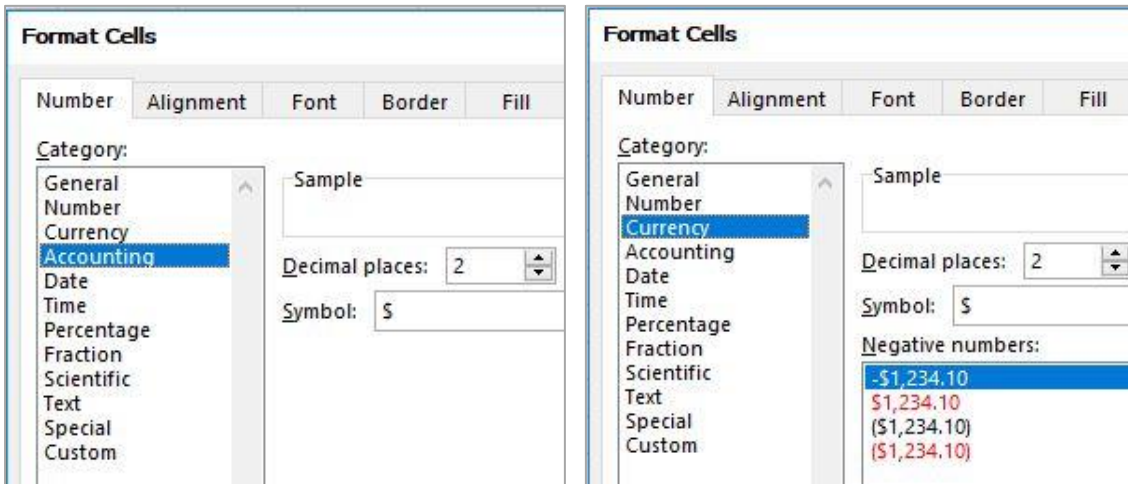 Format Cells
Number Alignment Font Border Fill
Category:
General
Number
Currency
Accounting
Date
Time
Percentage
Fraction
Scientific
Text
Special
Custom
Sample
Decimal places: 2
Symbol: $
Format Cells
Number Alignment Font Border Fill
Category:
General
Number
Currency
Accounting
Date
Time
Percentage
Fraction
Scientific
Text
Special
Custom
Sample
Decimal places: 2
Symbol: $
Negative numbers:
-$1,234.10
$1,234.10
($1,234.10)
($1,234.10)